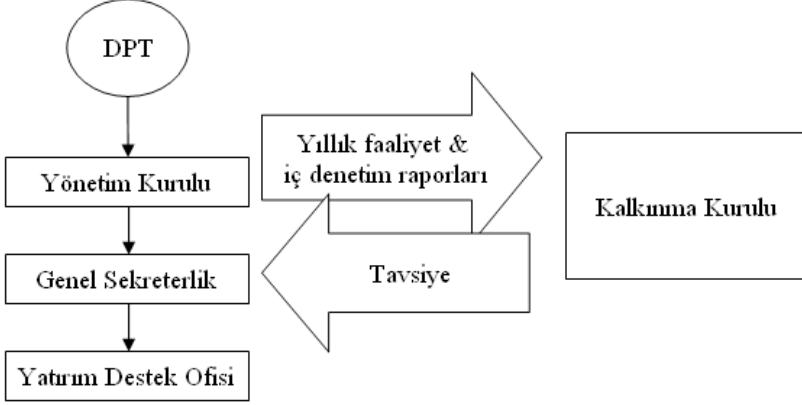 DPT
Yönetim Kurulu
Genel Sekreterlik
Yatırım Destek Ofisi
Yıllık faaliyet &
iç denetim raporları
Tavsiye
Kalkınma Kurulu